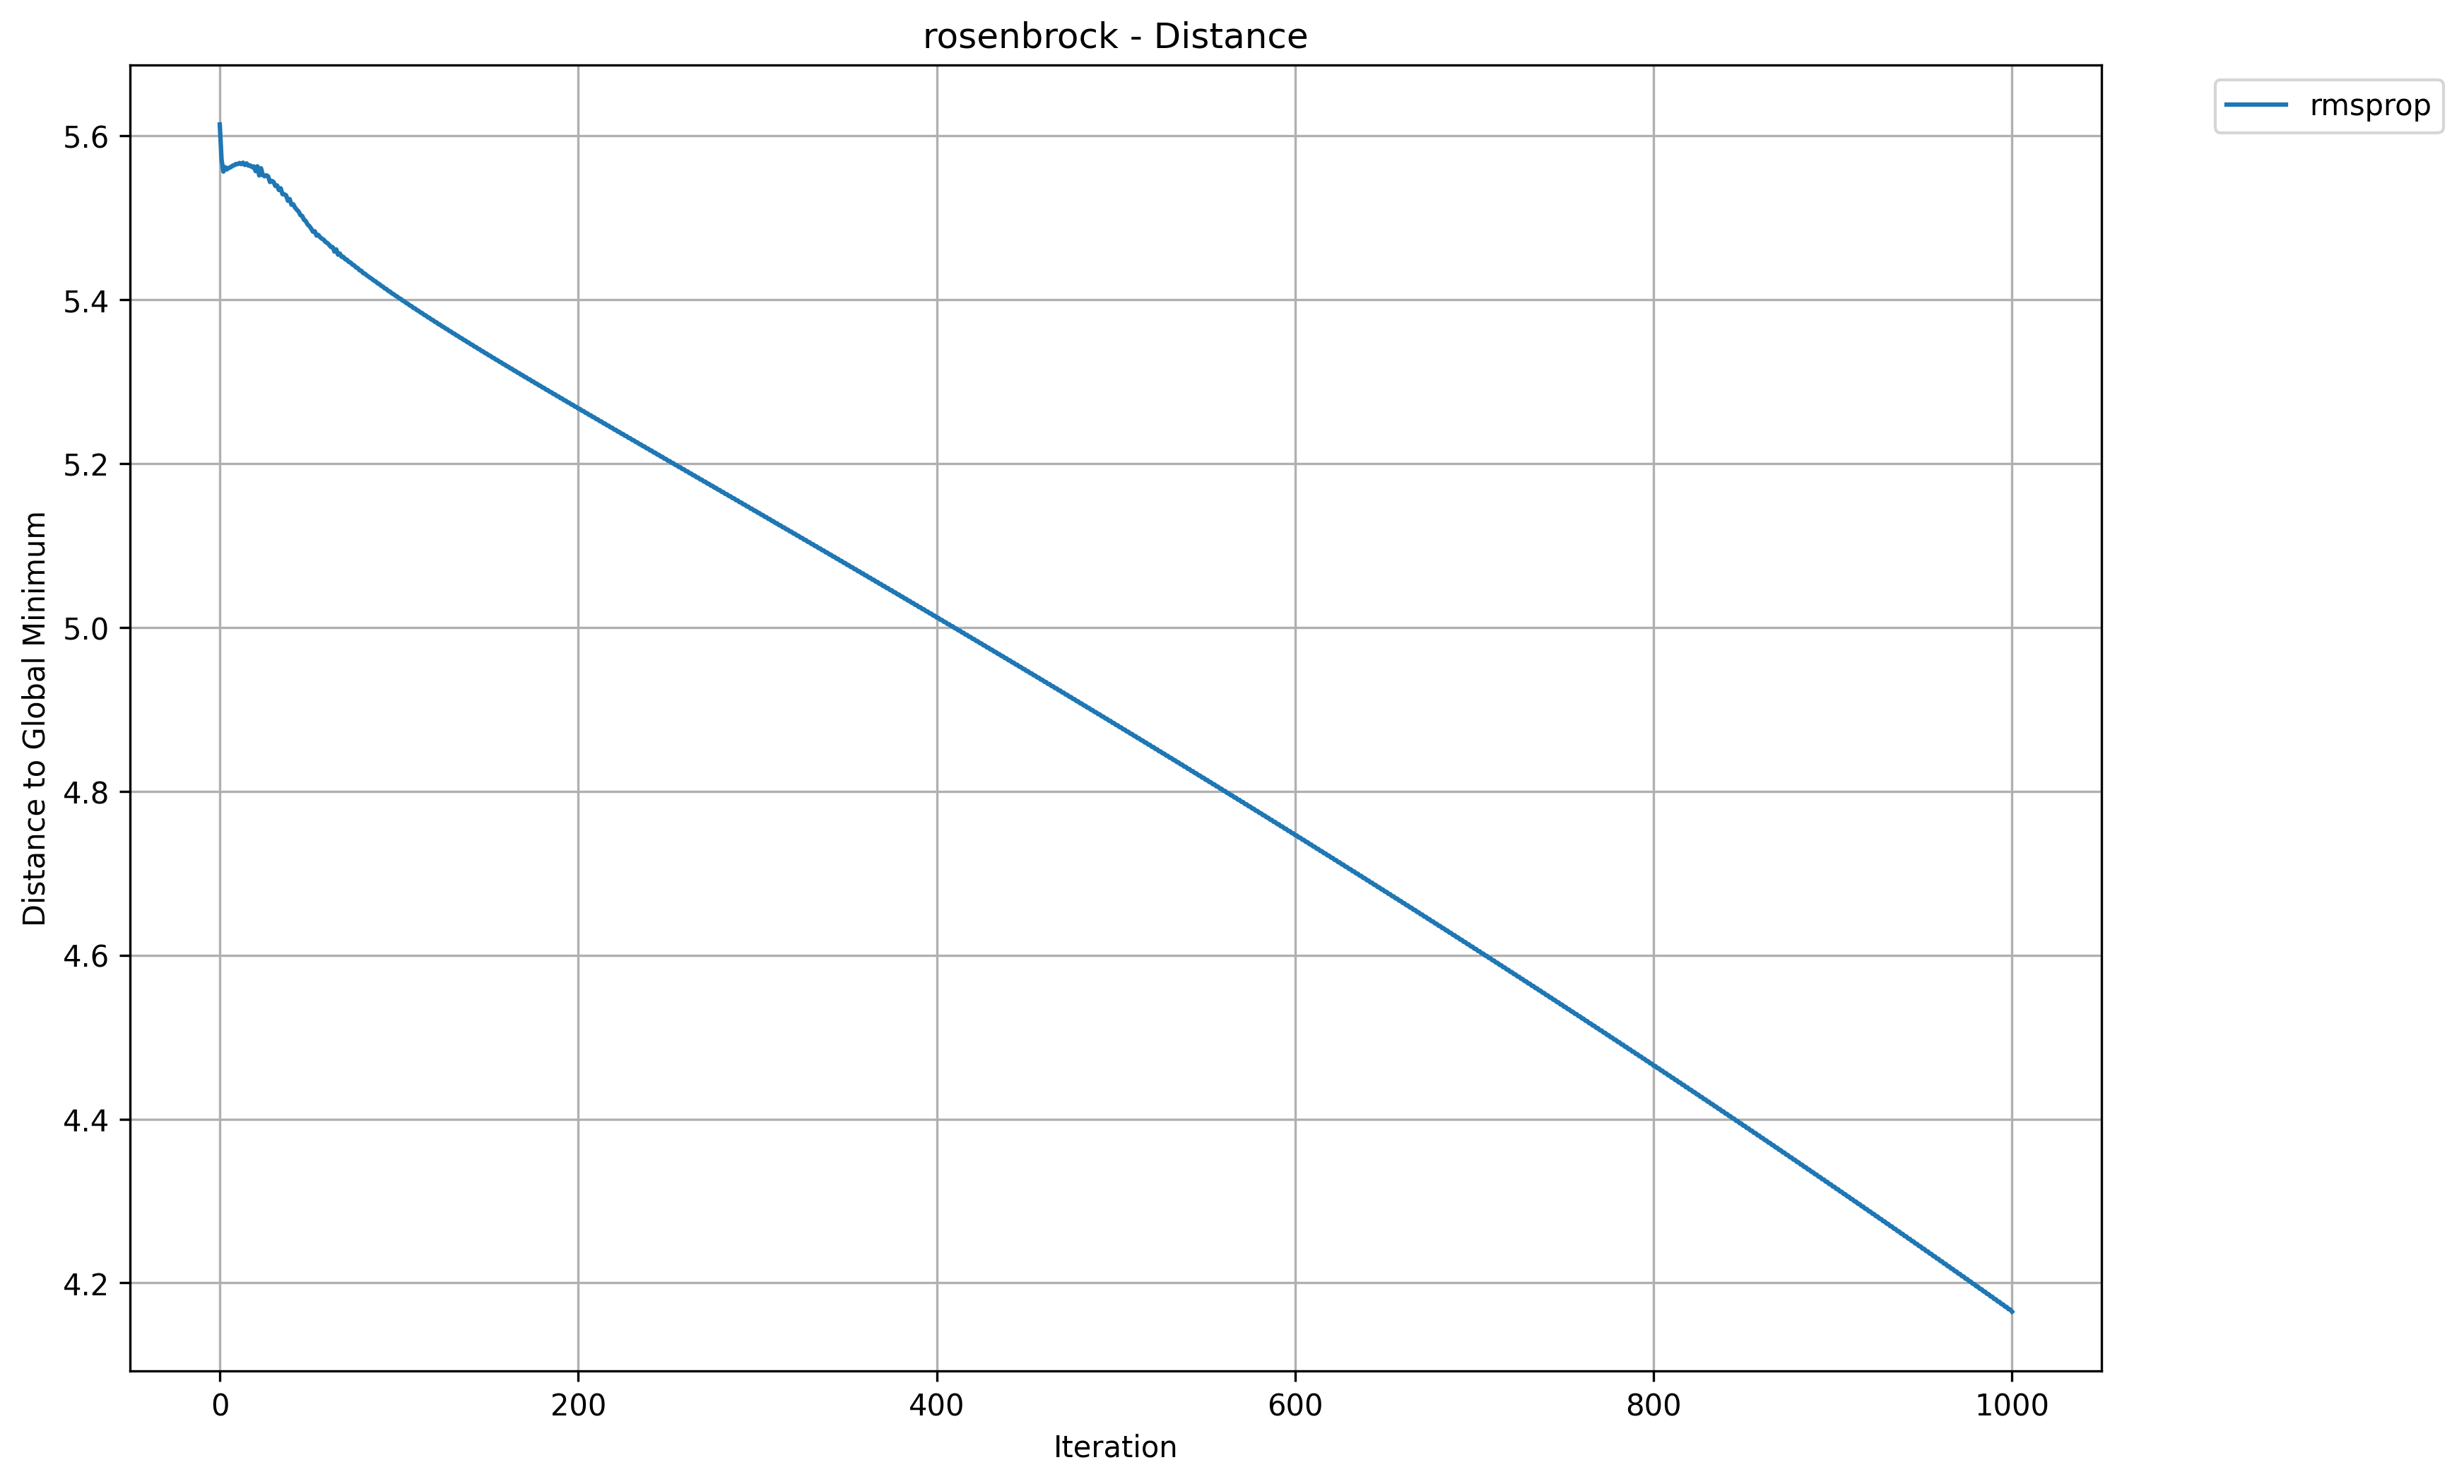 rosenbrock - Distance
rmsprop
Distance to Global Minimum
5.6
5.4
5.2
5.0
4.8
4.6
4.4
4.2
0 200 400 600 800 1000
Iteration